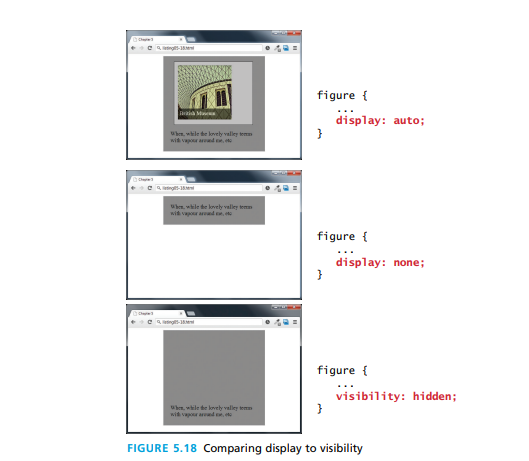 Chapter 5
listing05-18.html
figure {
...
display: auto;
}
British Museum
When, while the lovely valley teems
with vapour around me, etc
Chapter 5
listing05-18.html
figure {
...
display: none;
}
When, while the lovely valley teems
with vapour around me, etc
Chapter 5
listing05-18.html
figure {
...
visibility: hidden;
}
When, while the lovely valley teems
with vapour around me, etc
FIGURE 5.18 Comparing display to visibility